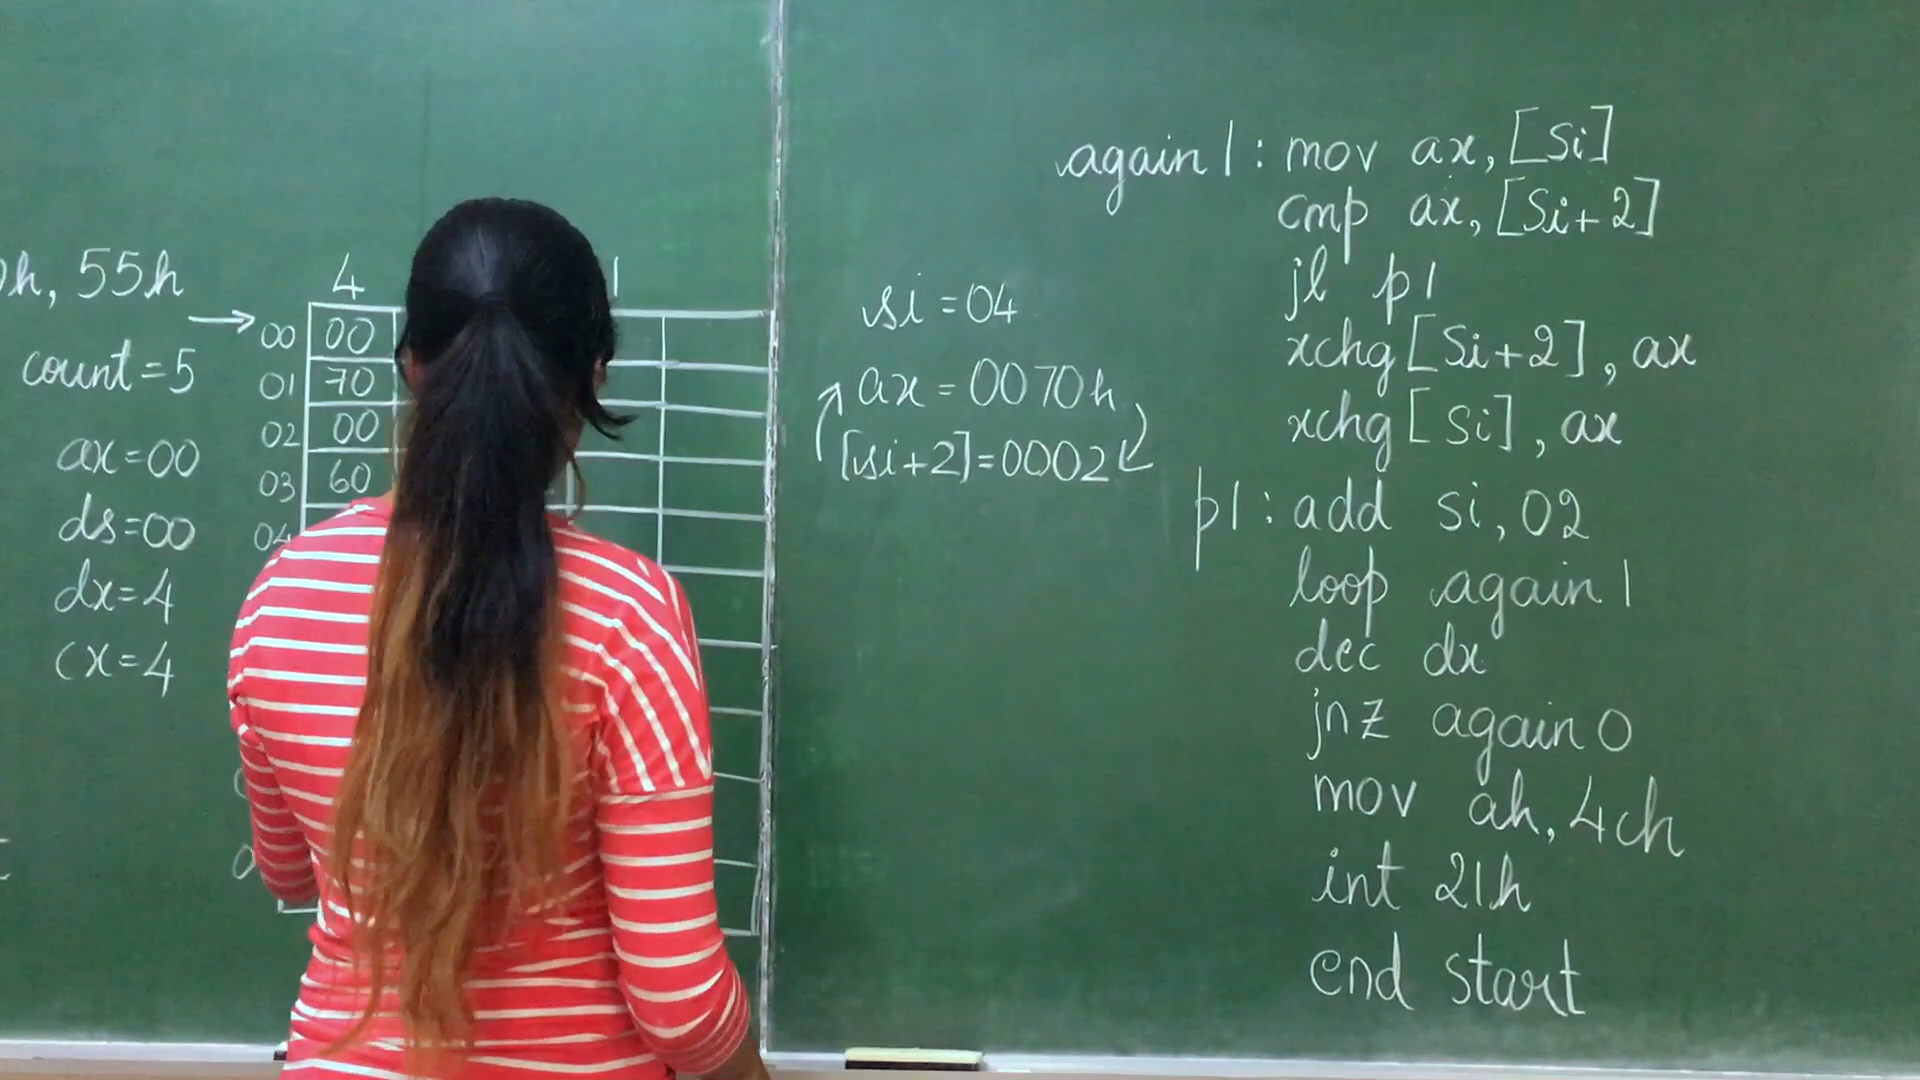 h, 55h
count=5
ax=00
ds=00
dx=4
cx=4
4 1
00 00
01 70
02 00
03 60
04
si=04
ax=0070h
[si+2]=0002
again1: mov ax, [Si]
cmp ax, [Si+2]
jl p1
xchg [Si+2], ax
xchg [Si], ax
p1: add si, 02
loop again1
dec dx
jnz again0
mov ah, 4ch
int 21h
end start